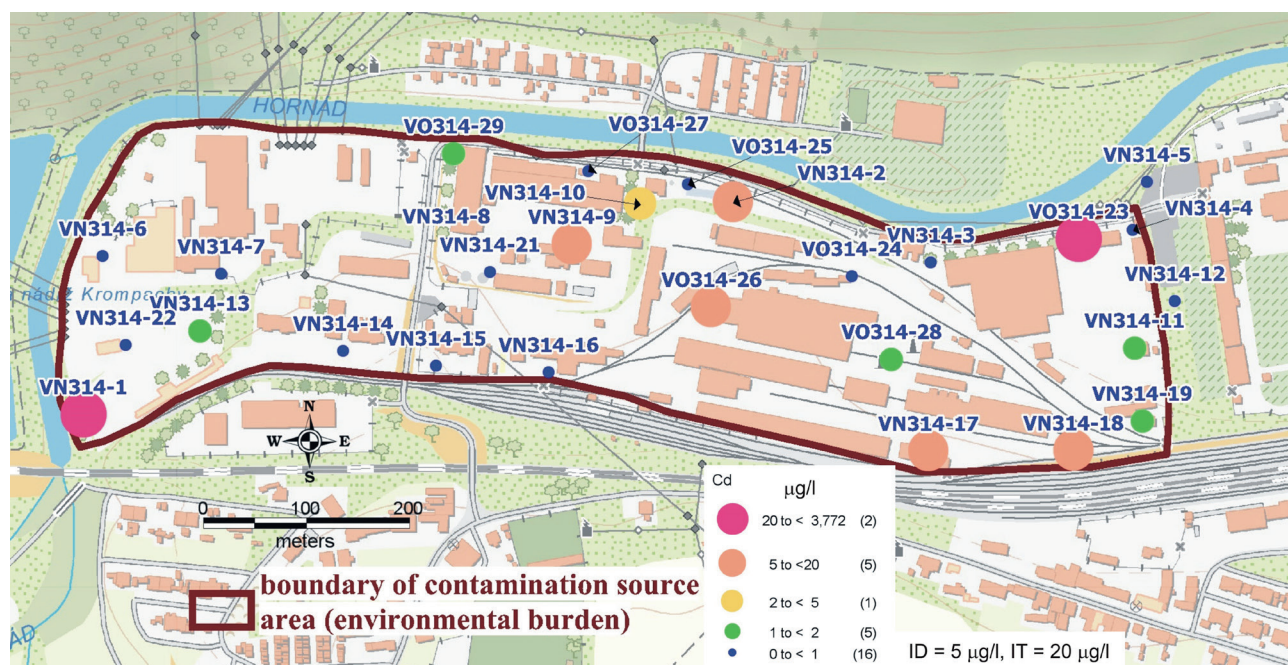 HORNÁD
VO314-29
VO314-27
VO314-25
VN314-2
VN314-10
VN314-8
VN314-9
VN314-21
VN314-5
VO314-23
VN314-4
VN314-3
VO314-24
VN314-12
VN314-6
VN314-7
nádrž Krompachy
VN314-13
VN314-22
VN314-14
VN314-15
VN314-16
VO314-26
VO314-28
VN314-11
VN314-19
VN314-1
VN314-17
VN314-18
N
W E
S
0 100 200
meters
boundary of contamination source
area (environmental burden)
Cd
µg/l
20 to < 3,772 (2)
5 to <20 (5)
2 to < 5 (1)
1 to < 2 (5)
0 to < 1 (16)
ID = 5 µg/l, IT = 20 µg/l